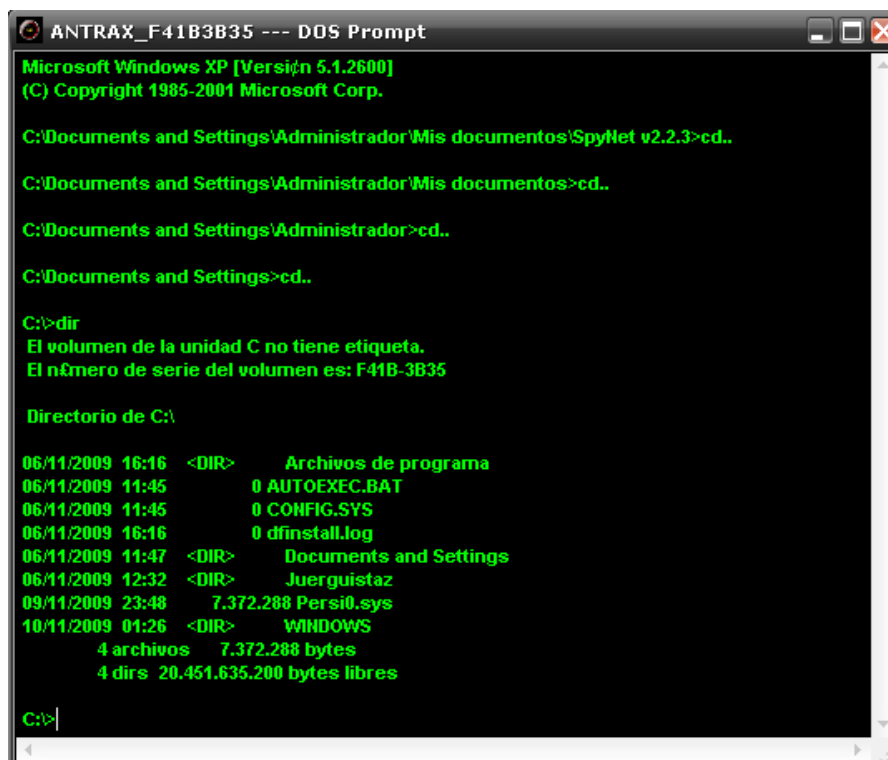 ANTRAX_F41B3B35 --- DOS Prompt
Microsoft Windows XP [Versi¢n 5.1.2600]
(C) Copyright 1985-2001 Microsoft Corp.
C:\Documents and Settings\Administrador\Mis documentos\SpyNet v2.2.3>cd..
C:\Documents and Settings\Administrador\Mis documentos>cd..
C:\Documents and Settings\Administrador>cd..
C:\Documents and Settings>cd..
C:\>dir
El volumen de la unidad C no tiene etiqueta.
El n£mero de serie del volumen es: F41B-3B35
Directorio de C:\
06/11/2009 16:16 <DIR> Archivos de programa
06/11/2009 11:45 0 AUTOEXEC.BAT
06/11/2009 11:45 0 CONFIG.SYS
06/11/2009 16:16 0 dfinstall.log
06/11/2009 11:47 <DIR> Documents and Settings
06/11/2009 12:32 <DIR> Juerguistaz
09/11/2009 23:48 7.372.288 Persi0.sys
10/11/2009 01:26 <DIR> WINDOWS
4 archivos 7.372.288 bytes
4 dirs 20.451.635.200 bytes libres
C:\>